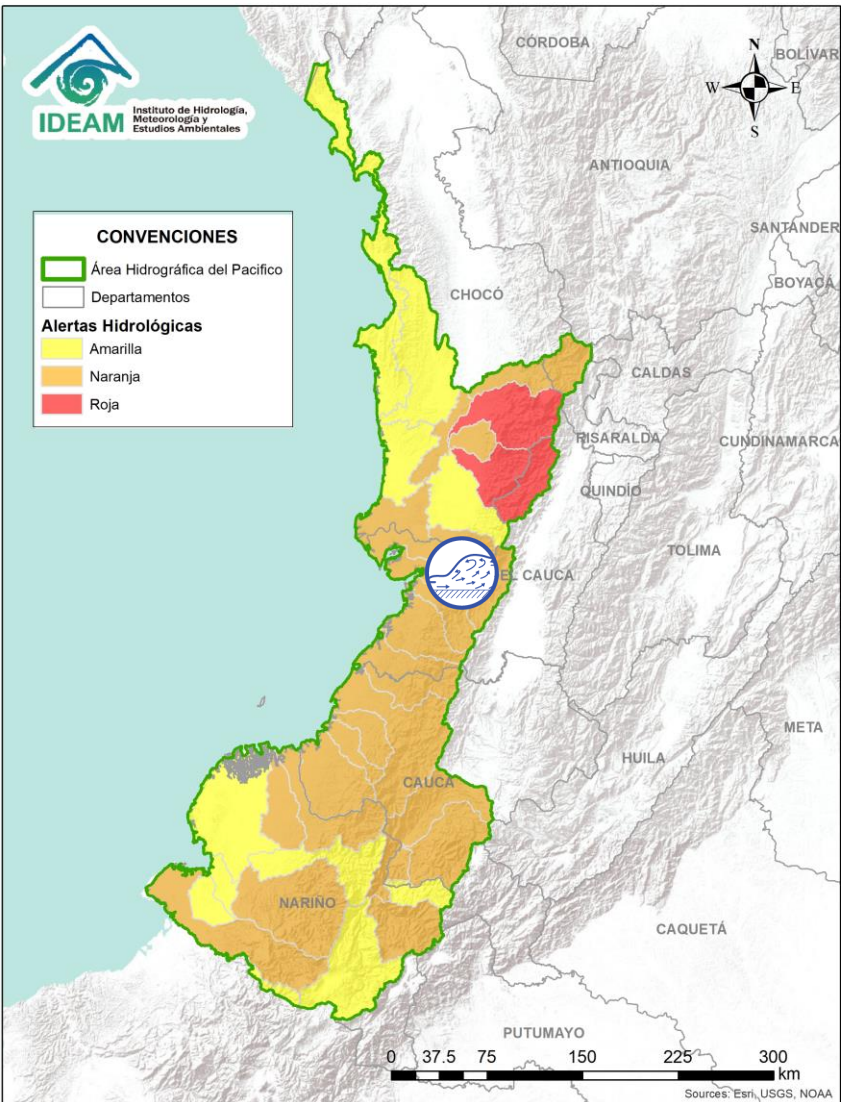 IDEAM
Instituto de Hidrología,
Meteorología y
Estudios Ambientales
N
W
E
S
CÓRDOBA
BOLÍVAR
ANTIOQUIA
SANTANDER
BOYACÁ
CONVENCIONES
Área Hidrográfica del Pacifico
Departamentos
Alertas Hidrológicas
Amarilla
Naranja
Roja
CHOCÓ
CALDAS
RISARALDA
CUNDINAMARCA
QUINDÍO
TOLIMA
EL CAUCA
META
HUILA
CAUCA
NARIÑO
CAQUETÁ
PUTUMAYO
0 37.5 75 150 225 300
km
Sources: Esri, USGS, NOAA